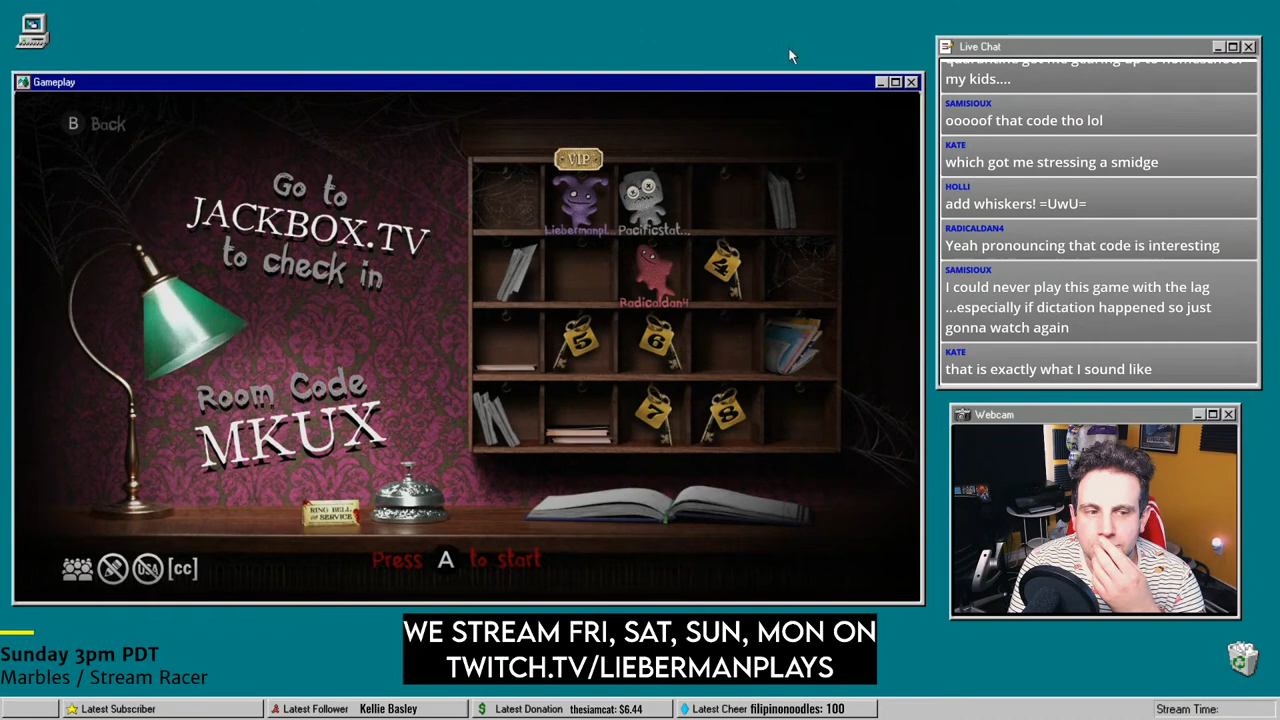 Gameplay
B Back
Go to
JACKBOX.TV
to check in
Room Code
MKUX
VIP
Liebermanpl...
Pacificstat...
Radicaldan4
4
5
6
7
8
RING BELL
for SERVICE
Press A to start
USA
[CC]
Live Chat
my kids....
SAMISIOUX
ooooof that code tho lol
KATE
which got me stressing a smidge
HOLLI
add whiskers! =UwU=
RADICALDAN4
Yeah pronouncing that code is interesting
SAMISIOUX
I could never play this game with the lag
...especially if dictation happened so just
gonna watch again
KATE
that is exactly what I sound like
Webcam
WE STREAM FRI, SAT, SUN, MON ON
TWITCH.TV/LIEBERMANPLAYS
Sunday 3pm PDT
Marbles / Stream Racer
Latest Subscriber
Latest Follower Kellie Basley
Latest Donation thesiamcat: $6.44
Latest Cheer filipinonoodles: 100
Stream Time: